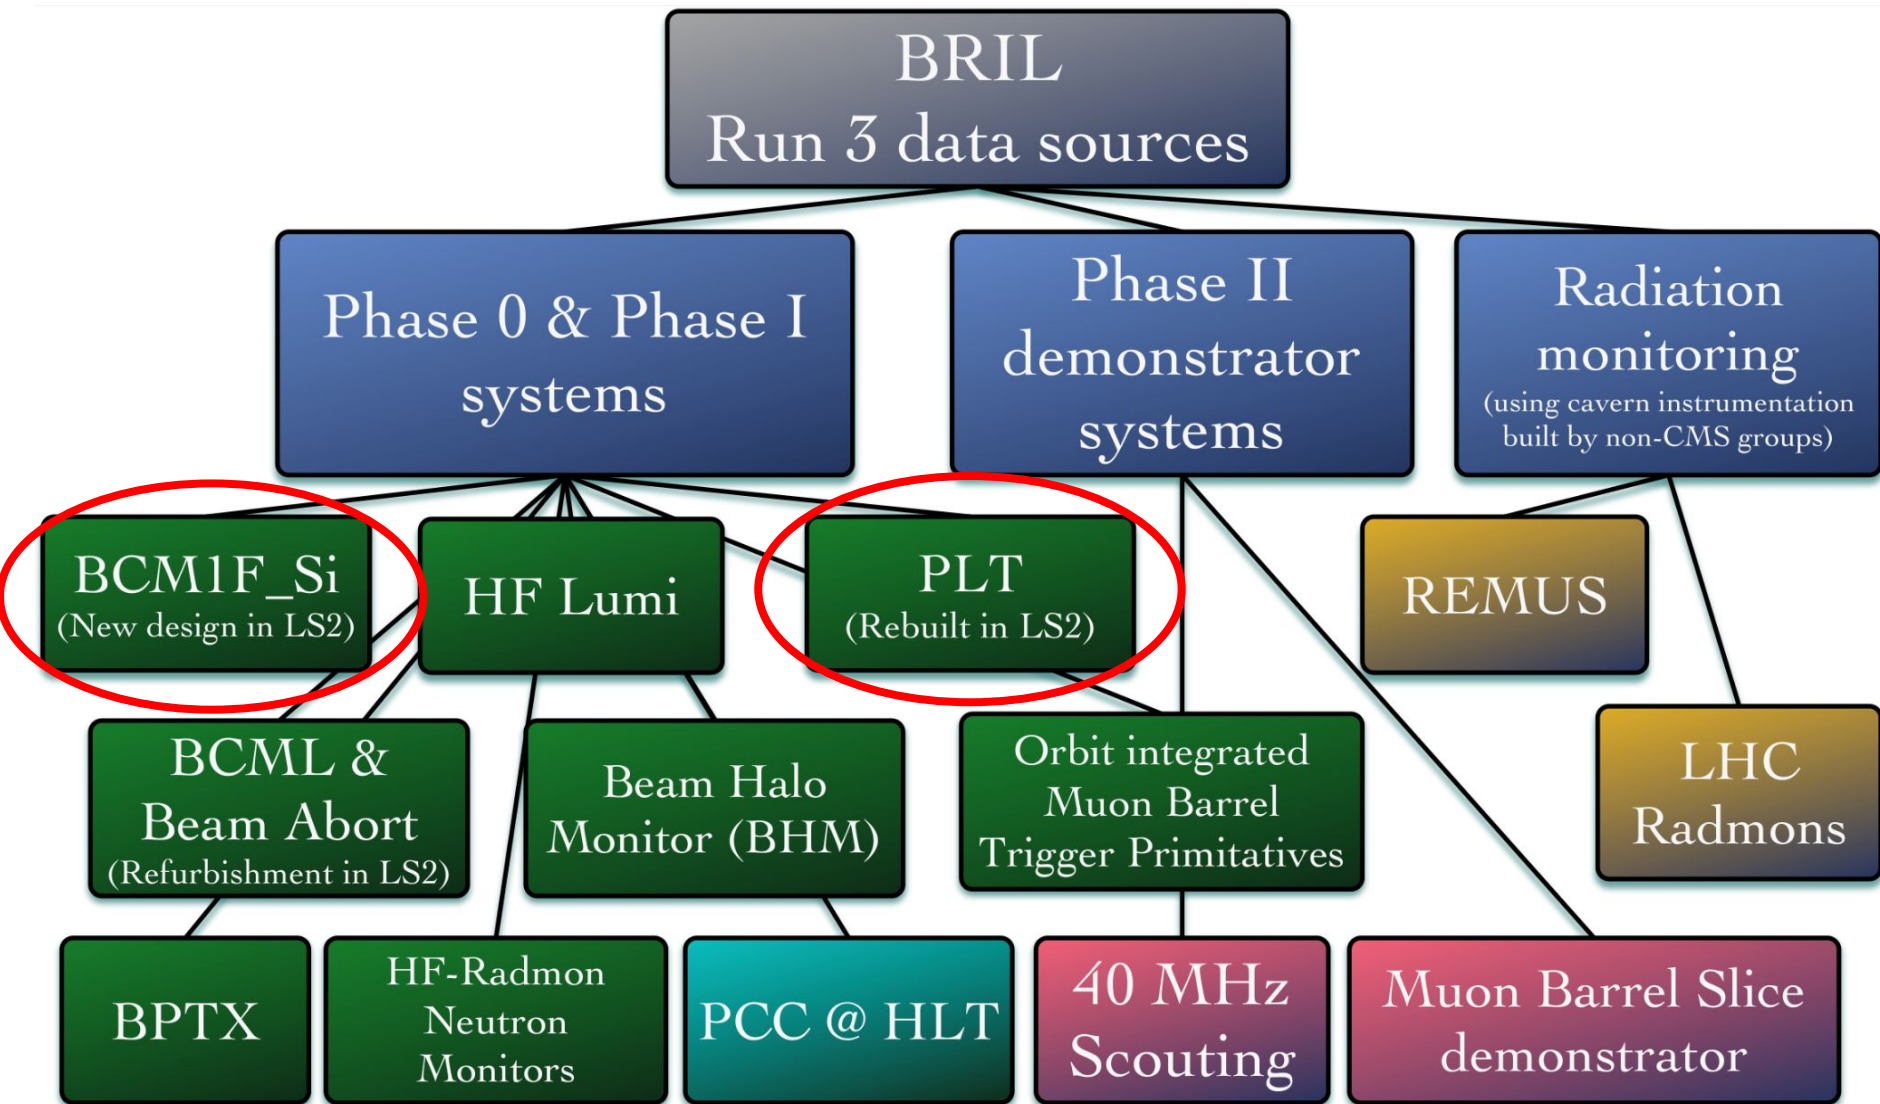 BRIL
Run 3 data sources
Phase 0 & Phase I
systems
Phase II
demonstrator
systems
Radiation
monitoring
(using cavern instrumentation
built by non-CMS groups)
BCM1F_Si
(New design in LS2)
HF Lumi
PLT
(Rebuilt in LS2)
REMUS
BCML &
Beam Abort
(Refurbishment in LS2)
Beam Halo
Monitor (BHM)
Orbit integrated
Muon Barrel
Trigger Primitatives
LHC
Radmons
BPTX
HF-Radmon
Neutron
Monitors
PCC @ HLT
40 MHz
Scouting
Muon Barrel Slice
demonstrator